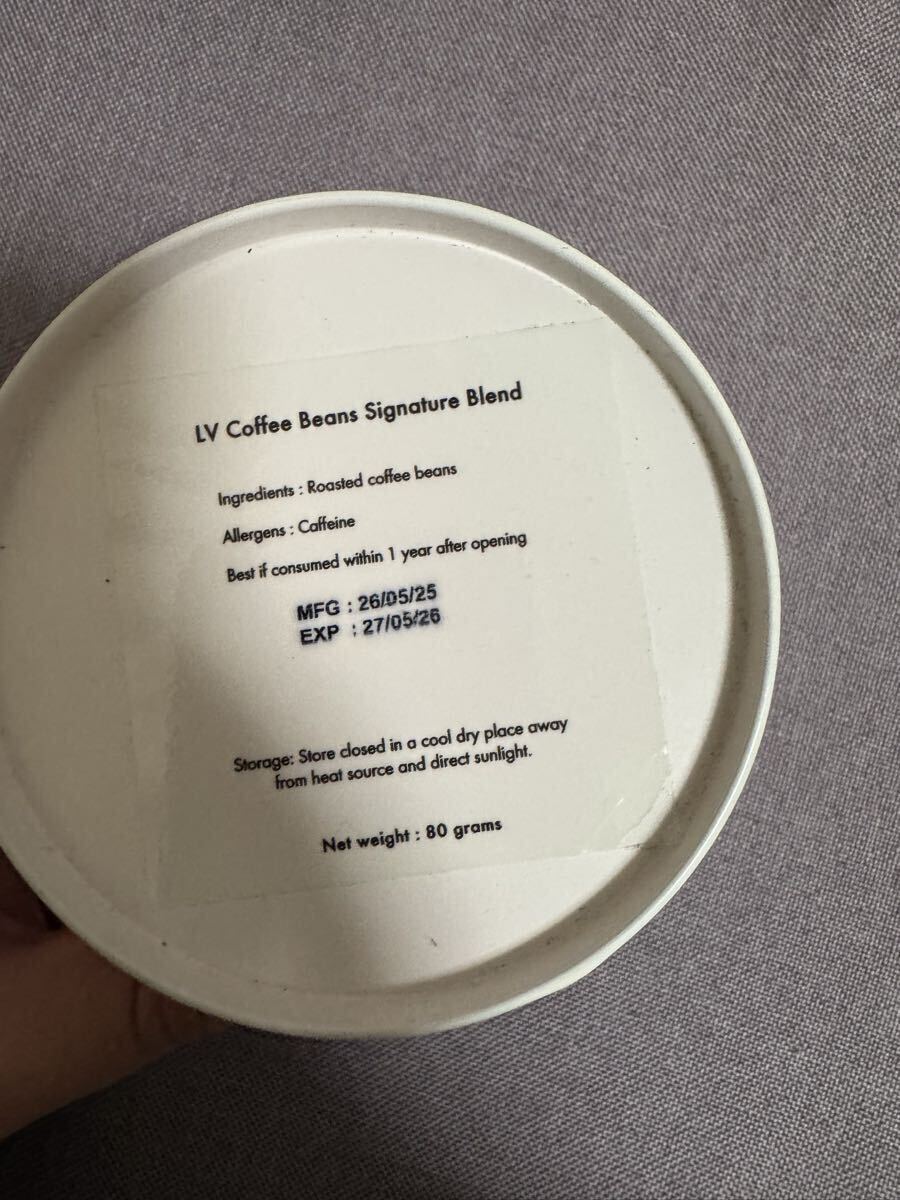 LV Coffee Beans Signature Blend
Ingredients : Roasted coffee beans
Allergens : Caffeine
Best if consumed within 1 year after opening
MFG : 26/05/25
EXP : 27/05/26
Storage: Store closed in a cool dry place away
from heat source and direct sunlight.
Net weight : 80 grams